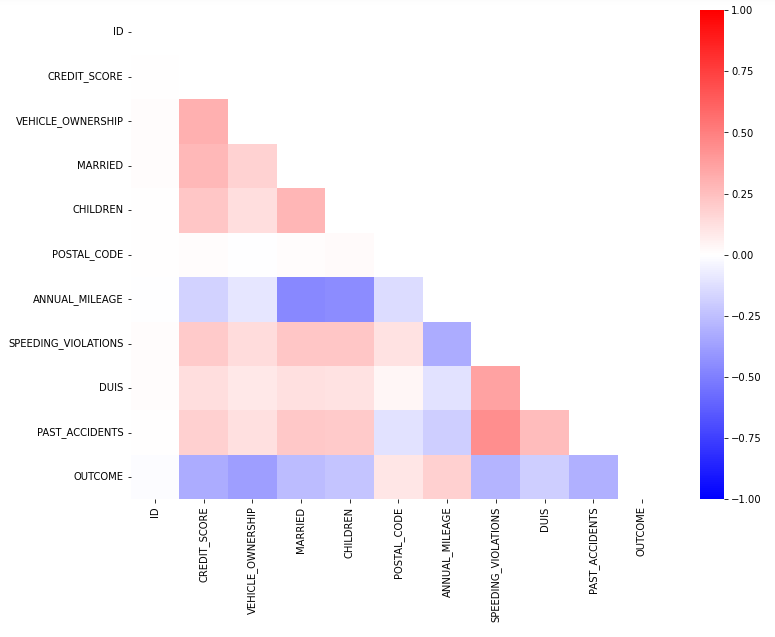 ID
CREDIT_SCORE
VEHICLE_OWNERSHIP
MARRIED
CHILDREN
POSTAL_CODE
ANNUAL_MILEAGE
SPEEDING_VIOLATIONS
DUIS
PAST_ACCIDENTS
OUTCOME
ID
CREDIT_SCORE
VEHICLE_OWNERSHIP
MARRIED
CHILDREN
POSTAL_CODE
ANNUAL_MILEAGE
SPEEDING_VIOLATIONS
DUIS
PAST_ACCIDENTS
OUTCOME
1.00
0.75
0.50
0.25
0.00
−0.25
−0.50
−0.75
−1.00